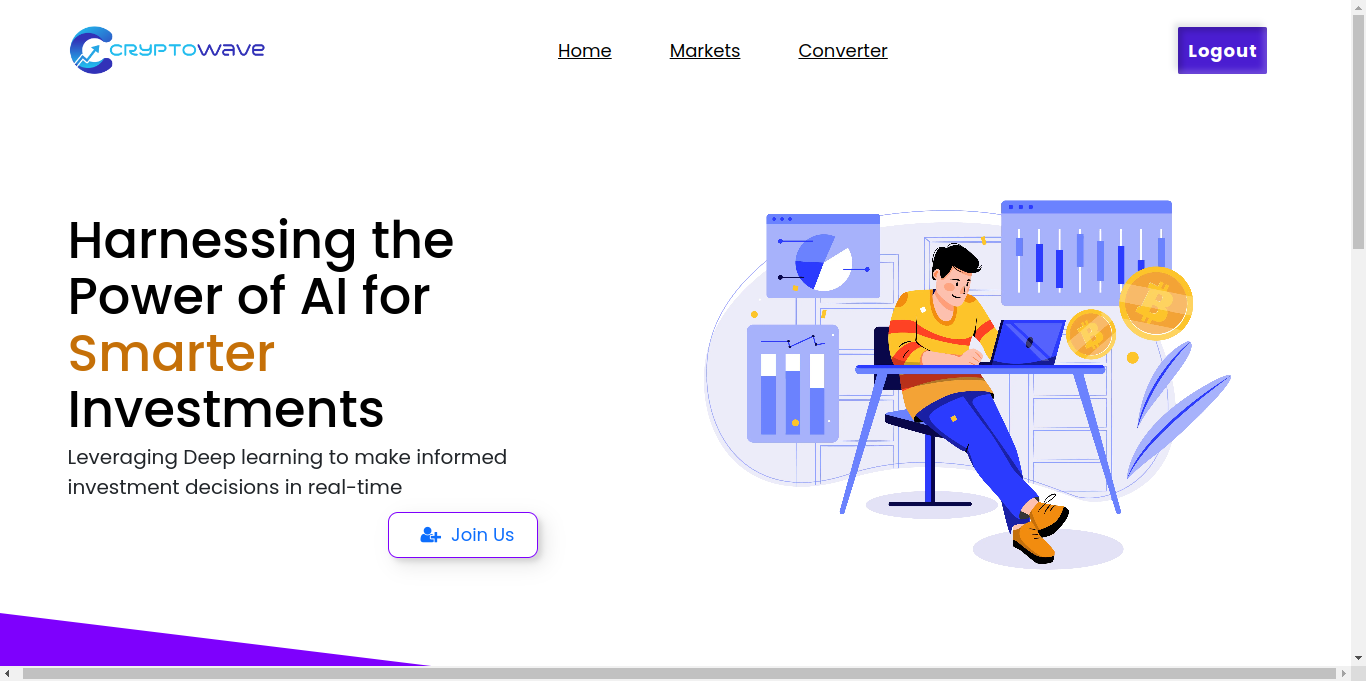 CRYPTOWAVE
Home
Markets
Converter
Logout
Harnessing the
Power of AI for
Smarter
Investments
Leveraging Deep learning to make informed
investment decisions in real-time
Join Us